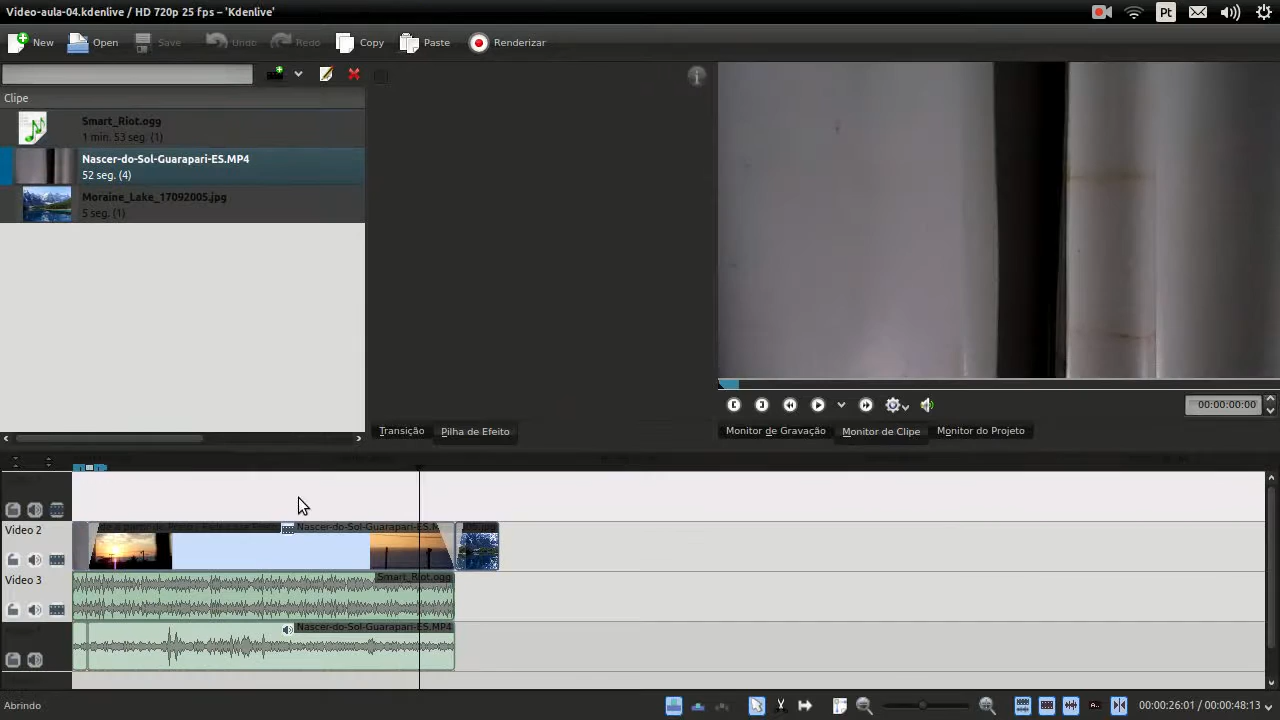 Video-aula-04.kdenlive / HD 720p 25 fps – 'Kdenlive'
Pt
New Open Save Undo Redo Copy Paste Renderizar
Clipe
Smart_Riot.ogg
1 min. 53 seg. (1)
Nascer-do-Sol-Guarapari-ES.MP4
52 seg. (4)
Moraine_Lake_17092005.jpg
5 seg. (1)
00:00:00:00
Transição Pilha de Efeito Monitor de Gravação Monitor de Clipe Monitor do Projeto
Video 2
Nascer-do-Sol-Guarapari-ES.M
Video 3
Smart_Riot.ogg
Nascer-do-Sol-Guarapari-ES.MP4
Abrindo 00:00:26:01 / 00:00:48:13